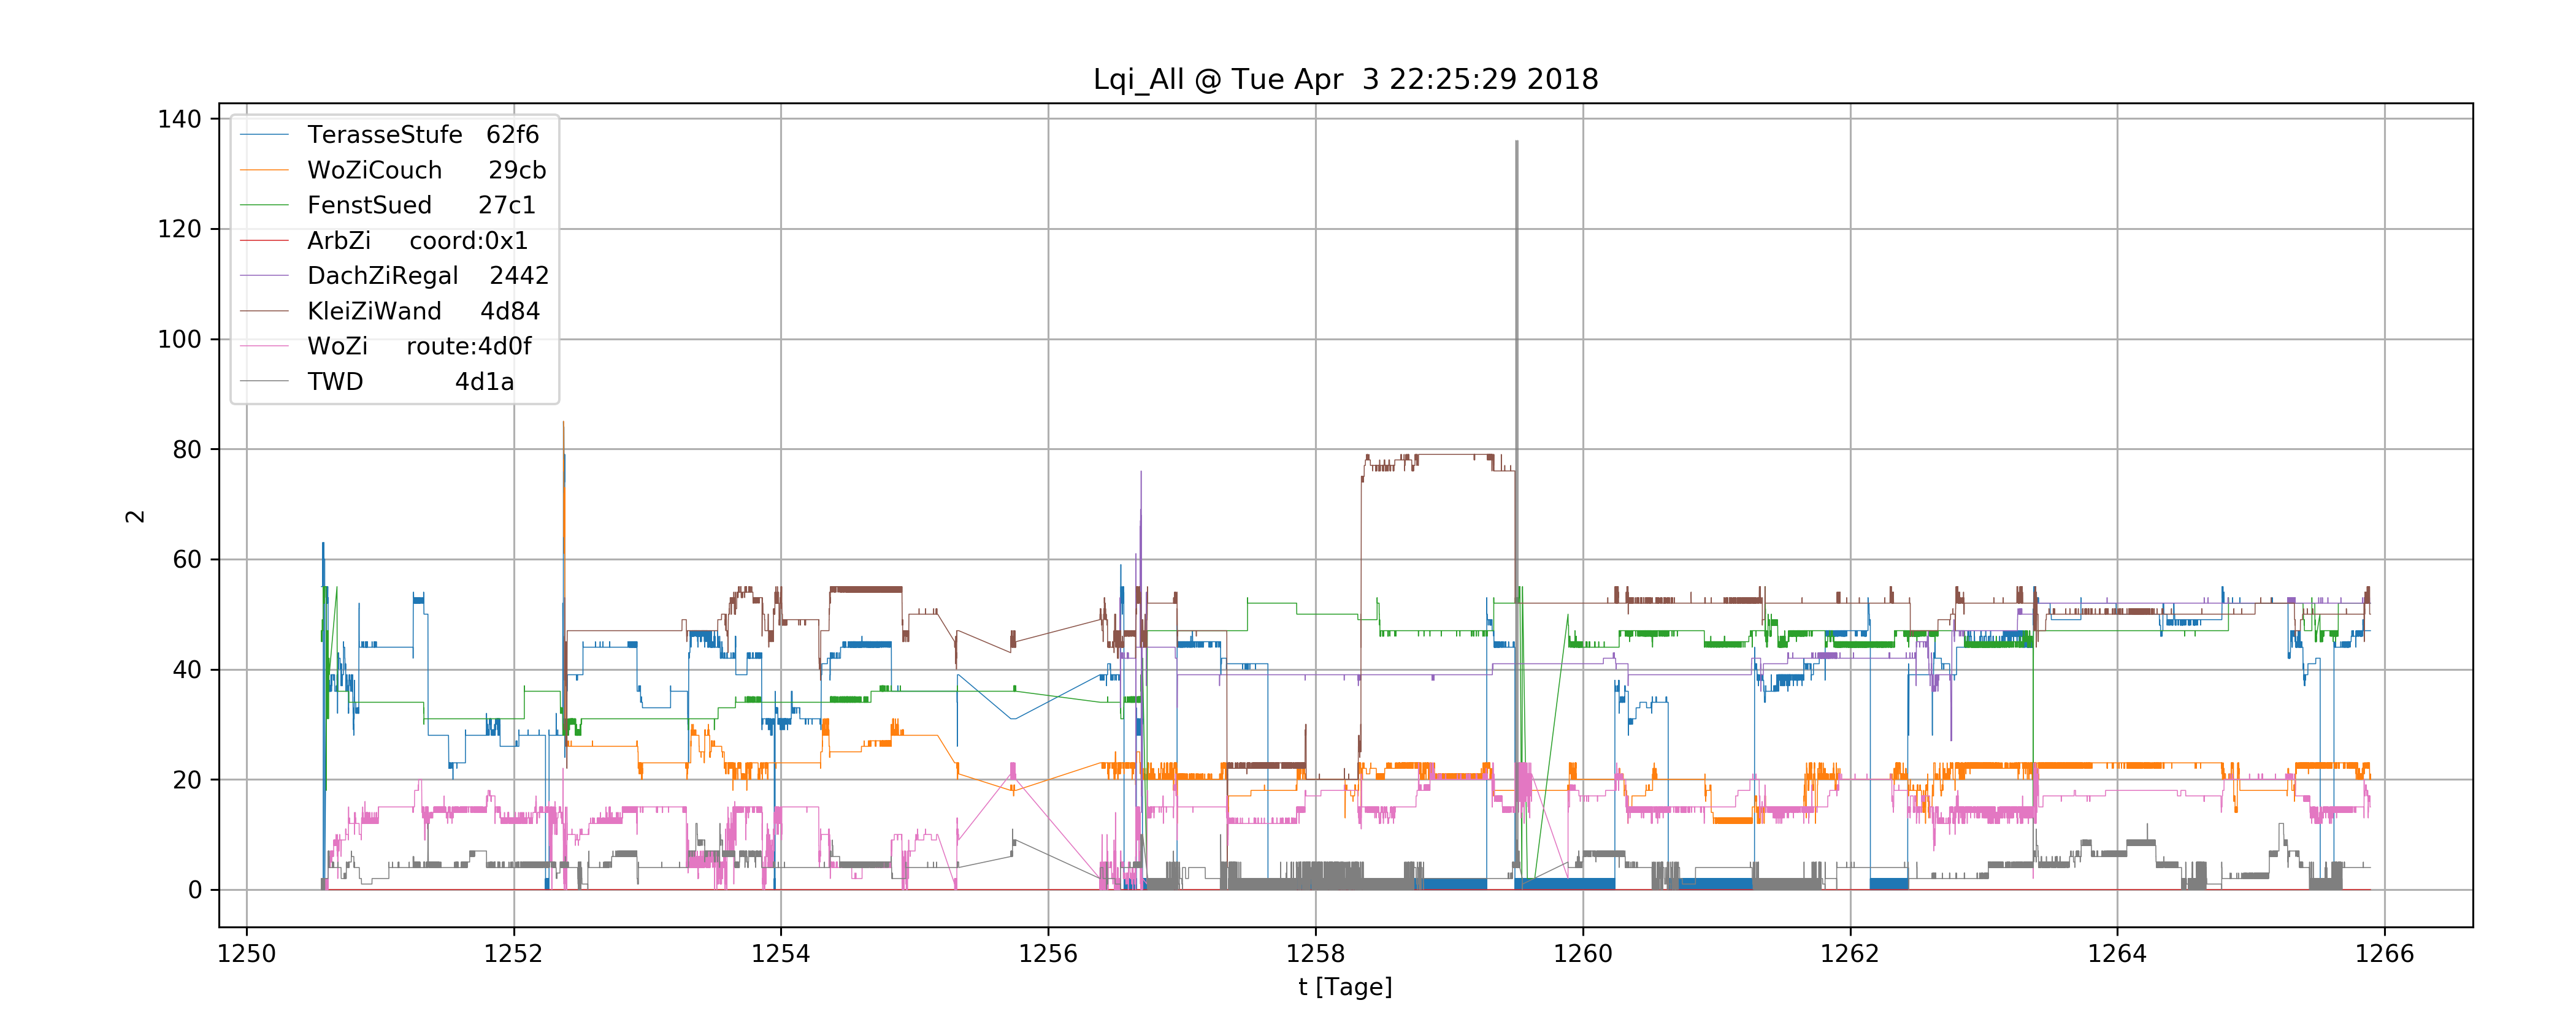 Lqi_All @ Tue Apr  3 22:25:29 2018
140
120
100
80
60
40
20
0
2
TerasseStufe   62f6
WoZiCouch      29cb
FenstSued      27c1
ArbZi     coord:0x1
DachZiRegal    2442
KleiZiWand     4d84
WoZi     route:4d0f
TWD            4d1a
1250 1252 1254 1256 1258 1260 1262 1264 1266
t [Tage]